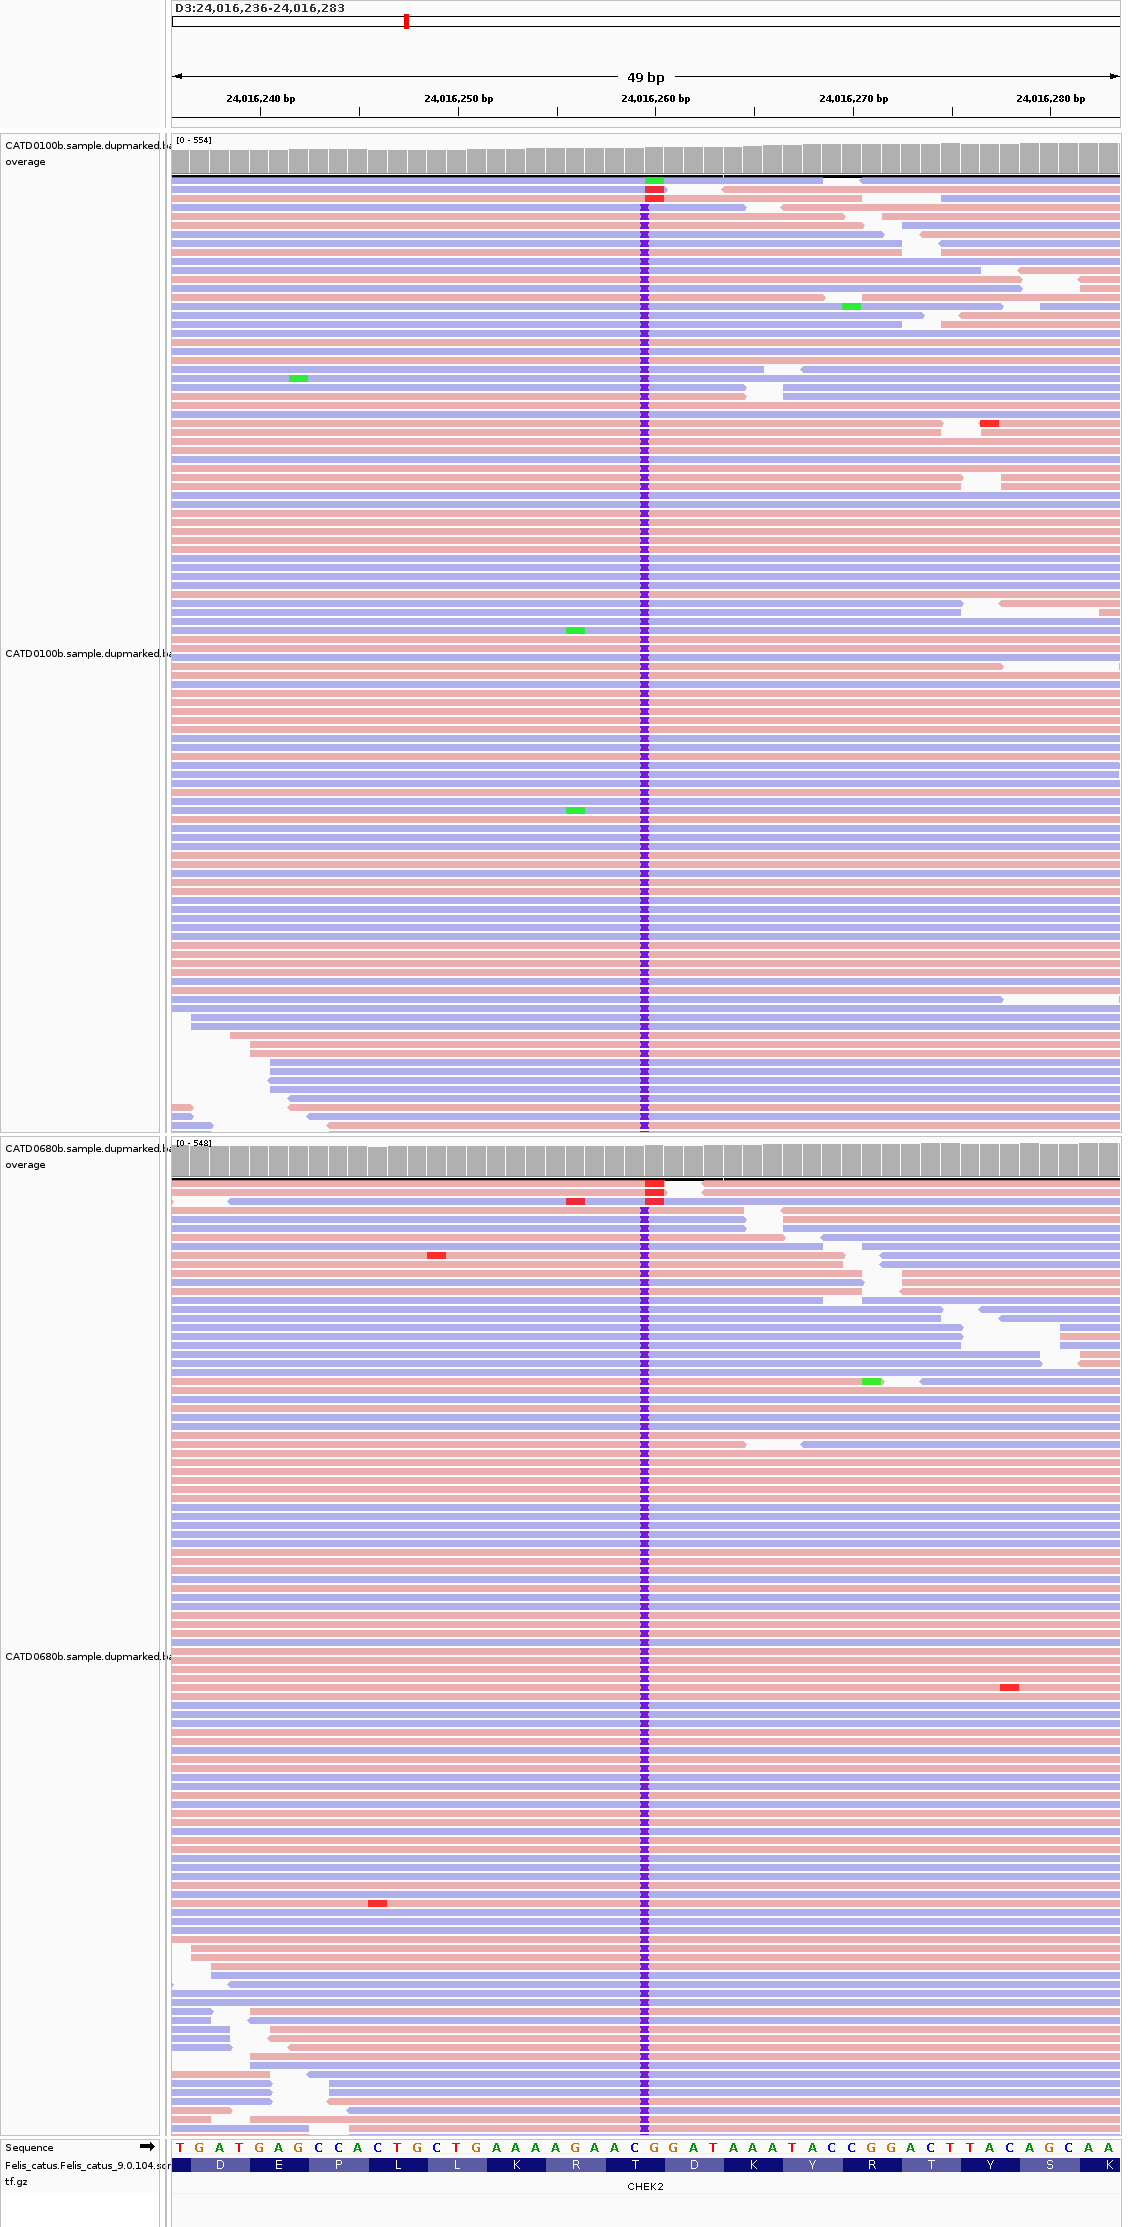 D3:24,016,236-24,016,283
49 bp
24,016,240 bp 24,016,250 bp 24,016,260 bp 24,016,270 bp 24,016,280 bp
[0 - 554]
CATD0100b.sample.dupmarked.ba
overage
CATD0100b.sample.dupmarked.ba
[0 - 548]
CATD0680b.sample.dupmarked.ba
overage
CATD0680b.sample.dupmarked.ba
Sequence T G A T G A G C C A C T G C T G A A A A G A A C G G A T A A A T A C C G G A C T T A C A G C A A
Felis_catus.Felis_catus_9.0.104.sor D E P L L K R T D K Y R T Y S K
tf.gz
CHEK2